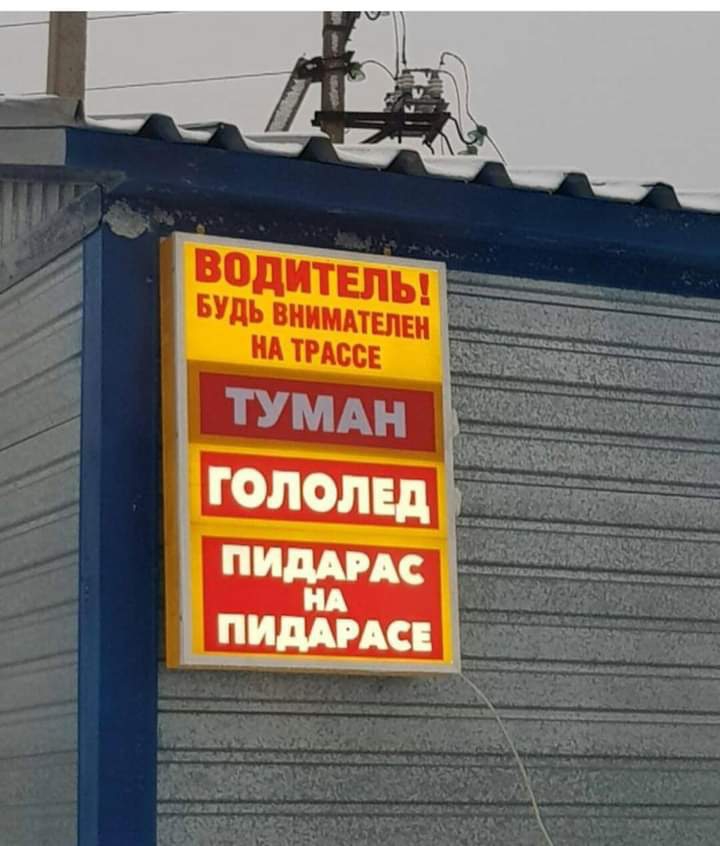 ВОДИТЕЛЬ!
БУДЬ ВНИМАТЕЛЕН
НА ТРАССЕ
ТУМАН
ГОЛОЛЕД
ПИДАРАС
НА
ПИДАРАСЕ